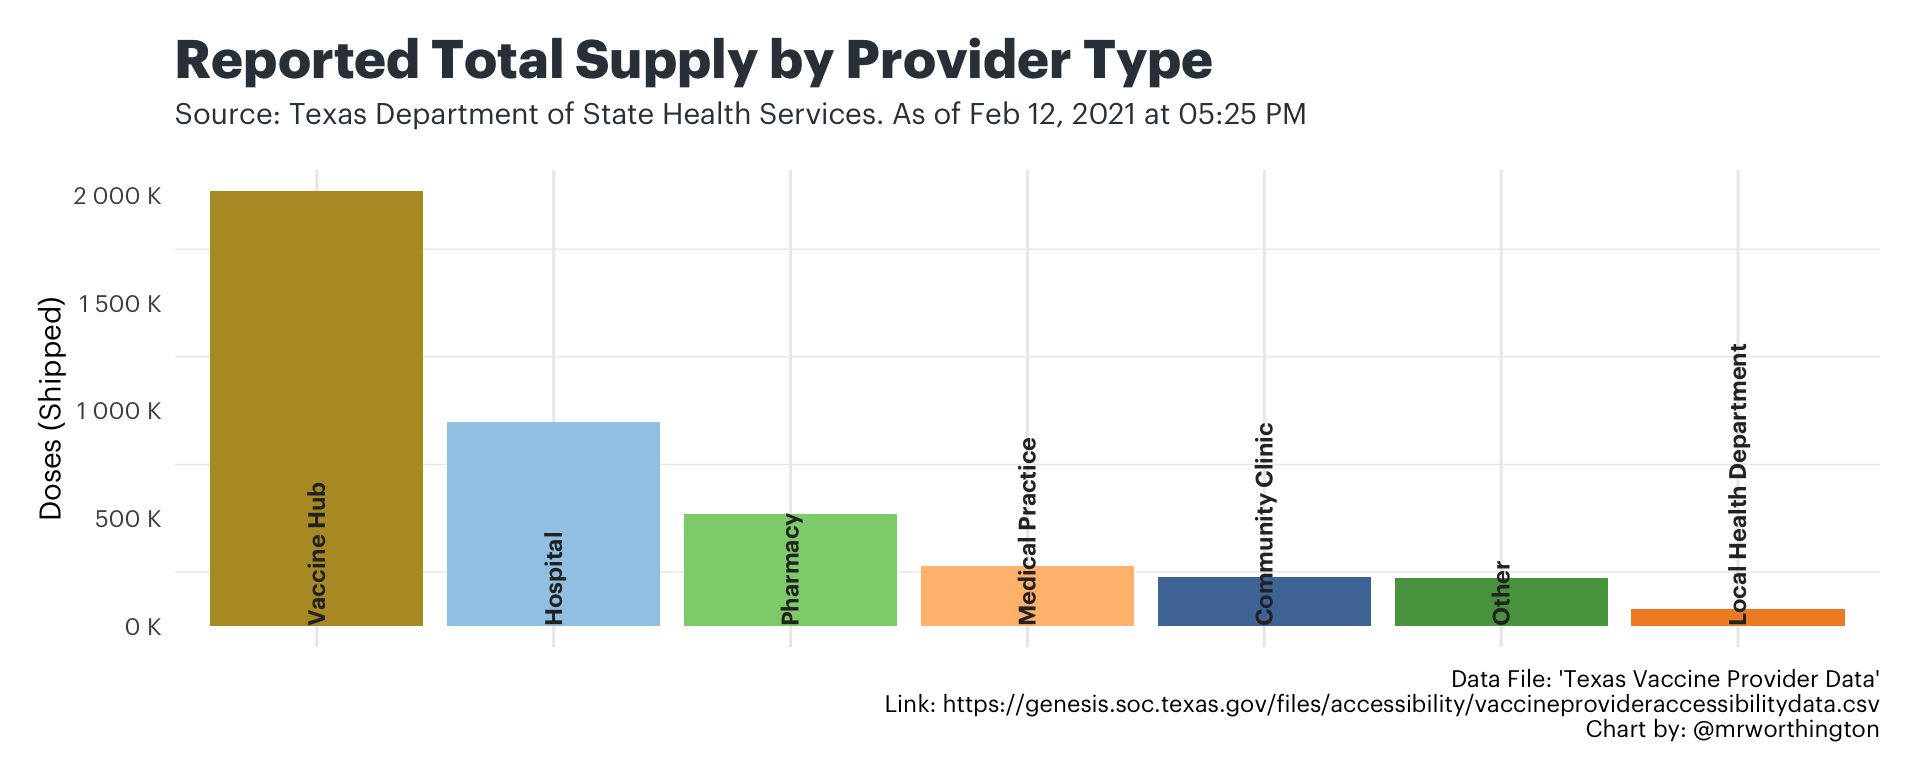 Reported Total Supply by Provider Type
Source: Texas Department of State Health Services. As of Feb 12, 2021 at 05:25 PM
Doses (Shipped)
2 000 K
1 500 K
1 000 K
500 K
0 K
Vaccine Hub
Hospital
Pharmacy
Medical Practice
Community Clinic
Other
Local Health Department
Data File: 'Texas Vaccine Provider Data'
Link: https://genesis.soc.texas.gov/files/accessibility/vaccineprovideraccessibilitydata.csv
Chart by: @mrworthington